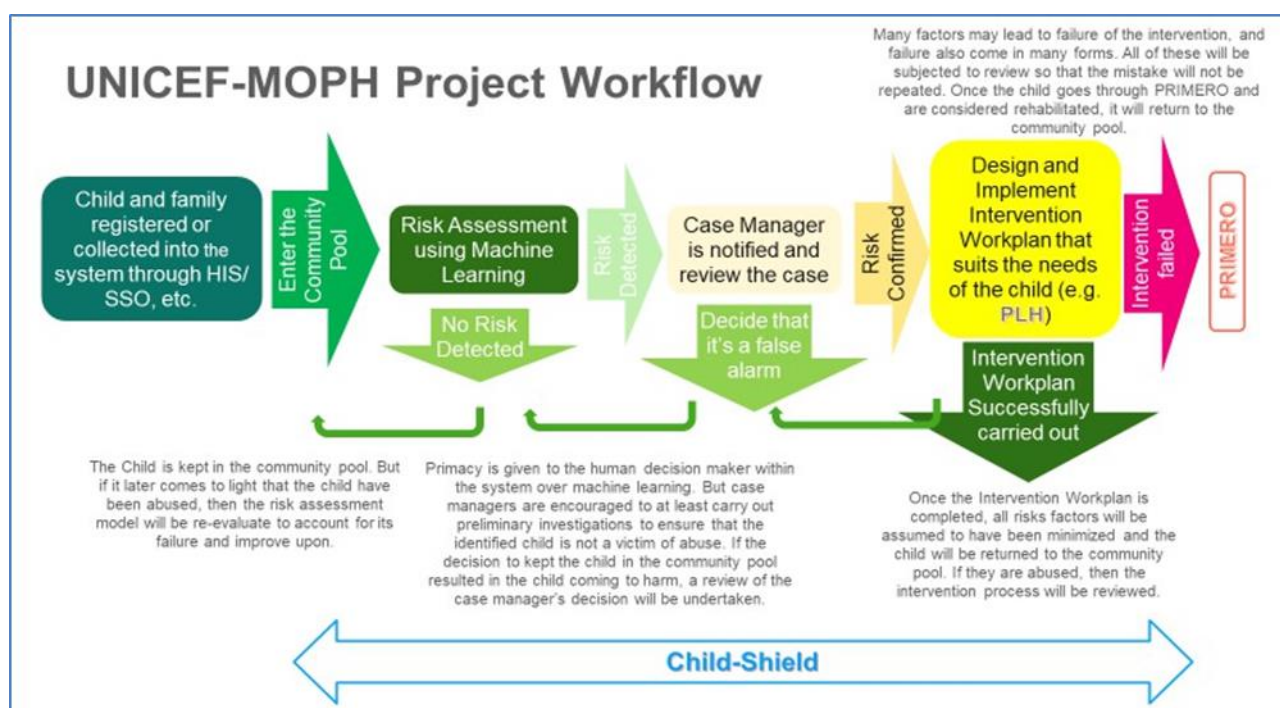 Many factors may lead to failure of the intervention, and
failure also come in many forms. All of these will be
subjected to review so that the mistake will not be
repeated. Once the child goes through PRIMERO and
are considered rehabilitated, it will return to the
community pool.
UNICEF-MOPH Project Workflow
Child and family
registered or
collected into the
system through HIS/
SSO, etc.
Enter the
Community
Pool
Risk Assessment
using Machine
Learning
Risk
Detected
Case Manager
is notified and
review the case
Risk
Confirmed
Design and
Implement
Intervention
Workplan that
suits the needs
of the child (e.g.
PLH)
Intervention
failed
PRIMERO
No Risk
Detected
Decide that
it's a false
alarm
Intervention
Workplan
Successfully
carried out
The Child is kept in the community pool. But
if it later comes to light that the child have
been abused, then the risk assessment
model will be re-evaluate to account for its
failure and improve upon.
Primacy is given to the human decision maker within
the system over machine learning. But case
managers are encouraged to at least carry out
preliminary investigations to ensure that the
identified child is not a victim of abuse. If the
decision to kept the child in the community pool
resulted in the child coming to harm, a review of the
case manager's decision will be undertaken.
Once the Intervention Workplan is
completed, all risks factors will be
assumed to have been minimized and the
child will be returned to the community
pool. If they are abused, then the
intervention process will be reviewed.
Child-Shield